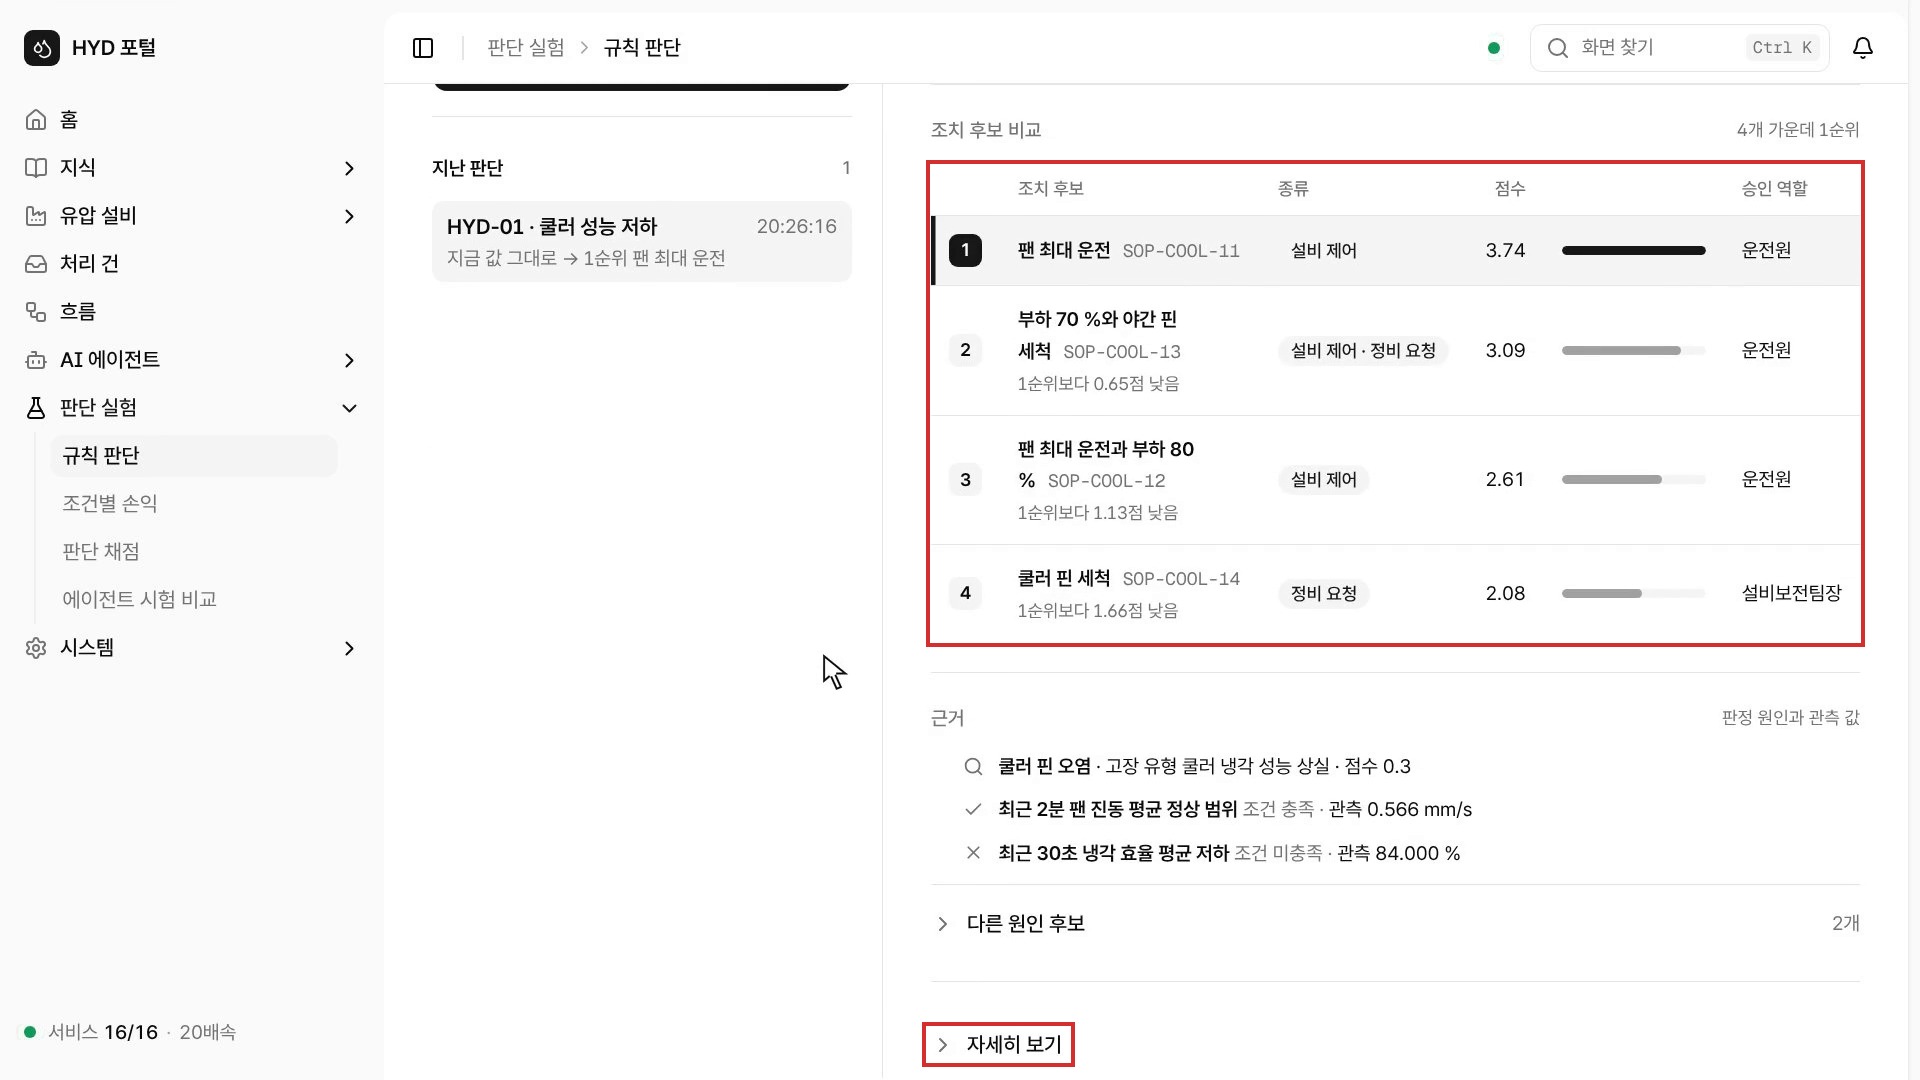 HYD 포털
홈
지식
유압 설비
처리 건
흐름
AI 에이전트
판단 실험
규칙 판단
조건별 손익
판단 채점
에이전트 시험 비교
시스템
서비스 16/16 · 20배속
판단 실험 > 규칙 판단
화면 찾기 Ctrl K
지난 판단 1
HYD-01 · 쿨러 성능 저하 20:26:16
지금 값 그대로 → 1순위 팬 최대 운전
조치 후보 비교 4개 가운데 1순위
조치 후보 종류 점수 승인 역할
1 팬 최대 운전 SOP-COOL-11 설비 제어 3.74 운전원
부하 70 %와 야간 핀
2 세척 SOP-COOL-13 설비 제어 · 정비 요청 3.09 운전원
1순위보다 0.65점 낮음
팬 최대 운전과 부하 80
3 % SOP-COOL-12 설비 제어 2.61 운전원
1순위보다 1.13점 낮음
4 쿨러 핀 세척 SOP-COOL-14 정비 요청 2.08 설비보전팀장
1순위보다 1.66점 낮음
근거 판정 원인과 관측 값
쿨러 핀 오염 · 고장 유형 쿨러 냉각 성능 상실 · 점수 0.3
최근 2분 팬 진동 평균 정상 범위 조건 충족 · 관측 0.566 mm/s
최근 30초 냉각 효율 평균 저하 조건 미충족 · 관측 84.000 %
다른 원인 후보 2개
자세히 보기